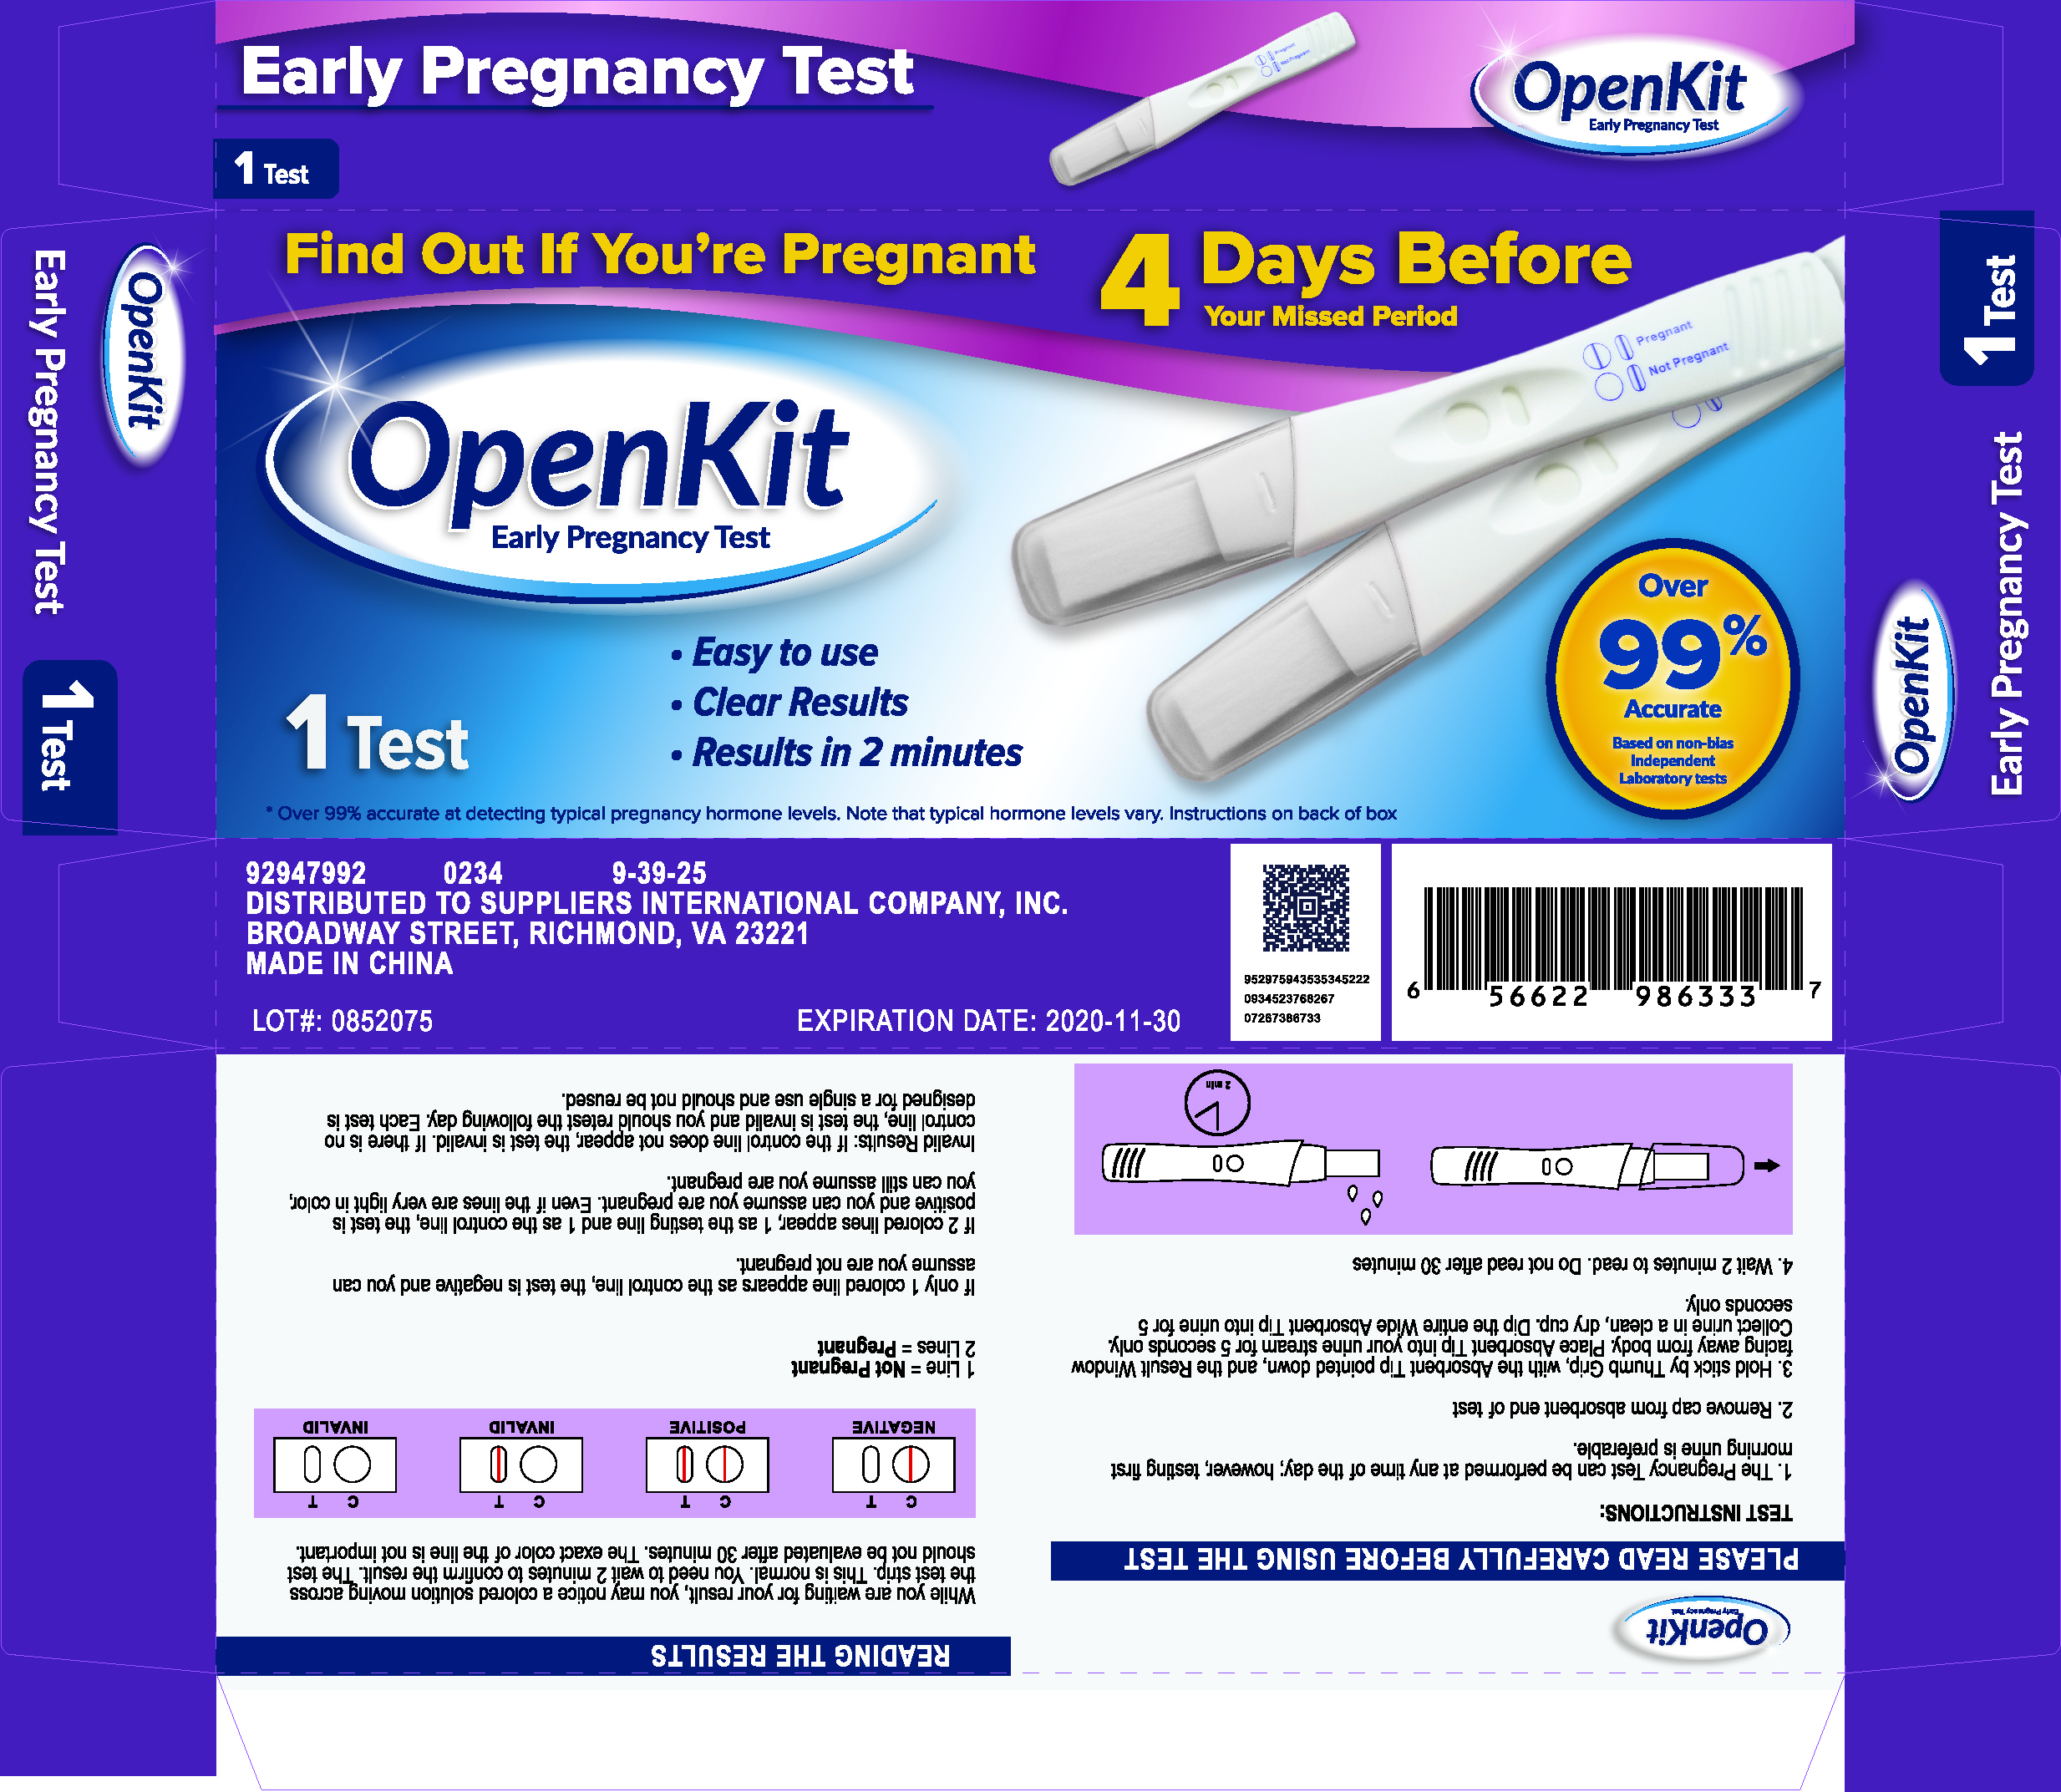 Early Pregnancy Test
1 Test
Pregnant
Not Pregnant
OpenKit
Early Pregnancy Test
Find Out If You’re Pregnant
4 Days Before
Your Missed Period
OpenKit
Early Pregnancy Test
Pregnant
Not Pregnant
1 Test
• Easy to use
• Clear Results
• Results in 2 minutes
Over
99%
Accurate
Based on non-bias
Independent
Laboratory tests
* Over 99% accurate at detecting typical pregnancy hormone levels. Note that typical hormone levels vary. Instructions on back of box
OpenKit
Early Pregnancy Test
1 Test
1 Test
Early Pregnancy Test
OpenKit
92947992 0234 9-39-25
DISTRIBUTED TO SUPPLIERS INTERNATIONAL COMPANY, INC.
BROADWAY STREET, RICHMOND, VA 23221
MADE IN CHINA
LOT#: 0852075 EXPIRATION DATE: 2020-11-30
952975943535345222
0934523768267
07267386733
6 56622 986333 7
OpenKit
Early Pregnancy Test
PLEASE READ CAREFULLY BEFORE USING THE TEST
TEST INSTRUCTIONS:
1. The Pregnancy Test can be performed at any time of the day; however, testing first
morning urine is preferable.
2. Remove cap from absorbent end of test
3. Hold stick by Thumb Grip, with the Absorbent Tip pointed down, and the Result Window
facing away from body. Place Absorbent Tip into your urine stream for 5 seconds only.
Collect urine in a clean, dry cup. Dip the entire Wide Absorbent Tip into urine for 5
seconds only.
4. Wait 2 minutes to read. Do not read after 30 minutes
2 min
READING THE RESULTS
While you are waiting for your result, you may notice a colored solution moving across
the test strip. This is normal. You need to wait 2 minutes to confirm the result. The test
should not be evaluated after 30 minutes. The exact color of the line is not important.
C T C T C T C T
NEGATIVE POSITIVE INVALID INVALID
1 Line = Not Pregnant
2 Lines = Pregnant
If only 1 colored line appears as the control line, the test is negative and you can
assume you are not pregnant.
If 2 colored lines appear, 1 as the testing line and 1 as the control line, the test is
positive and you can assume you are pregnant. Even if the lines are very light in color,
you can still assume you are pregnant.
Invalid Results: If the control line does not appear, the test is invalid. If there is no
control line, the test is invalid and you should retest the following day. Each test is
designed for a single use and should not be reused.